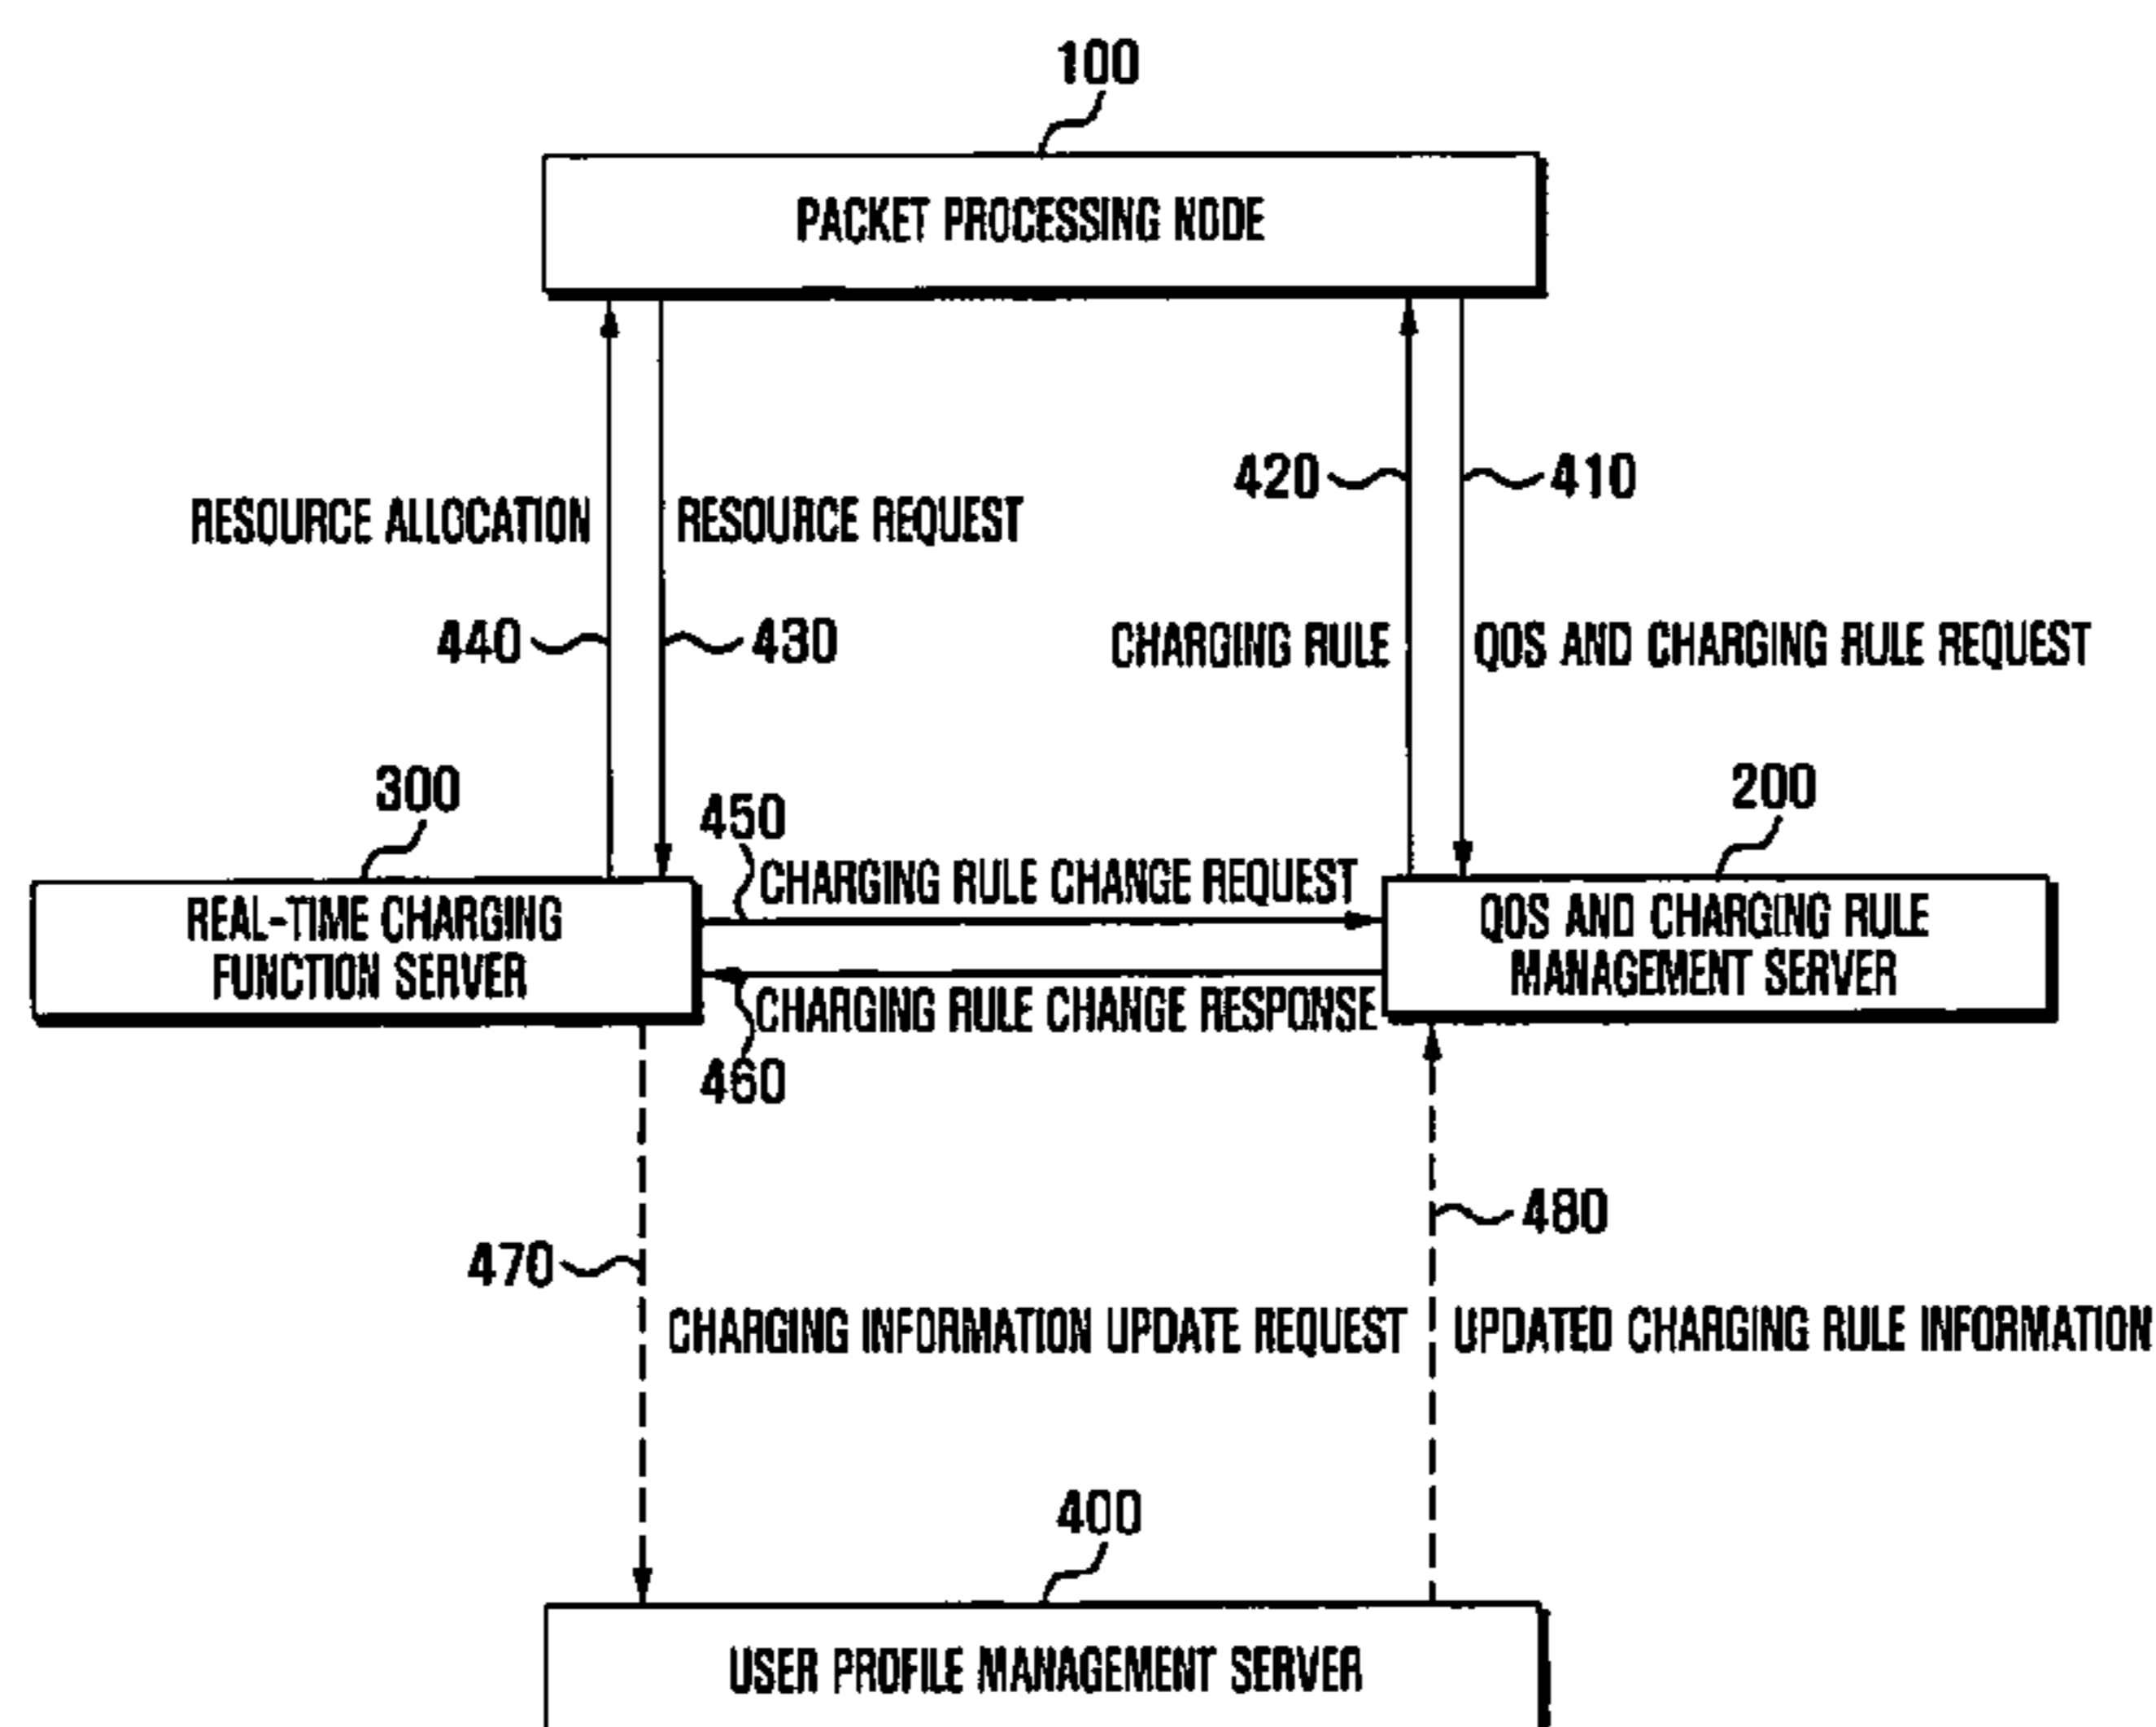 100
PACKET PROCESSING NODE
420
410
RESOURCE ALLOCATION
RESOURCE REQUEST
440
430
CHARGING RULE
QOS AND CHARGING RULE REQUEST
300
450
200
CHARGING RULE CHANGE REQUEST
REAL-TIME CHARGING
FUNCTION SERVER
QOS AND CHARGING RULE
MANAGEMENT SERVER
CHARGING RULE CHANGE RESPONSE
460
480
470
CHARGING INFORMATION UPDATE REQUEST
UPDATED CHARGING RULE INFORMATION
400
USER PROFILE MANAGEMENT SERVER